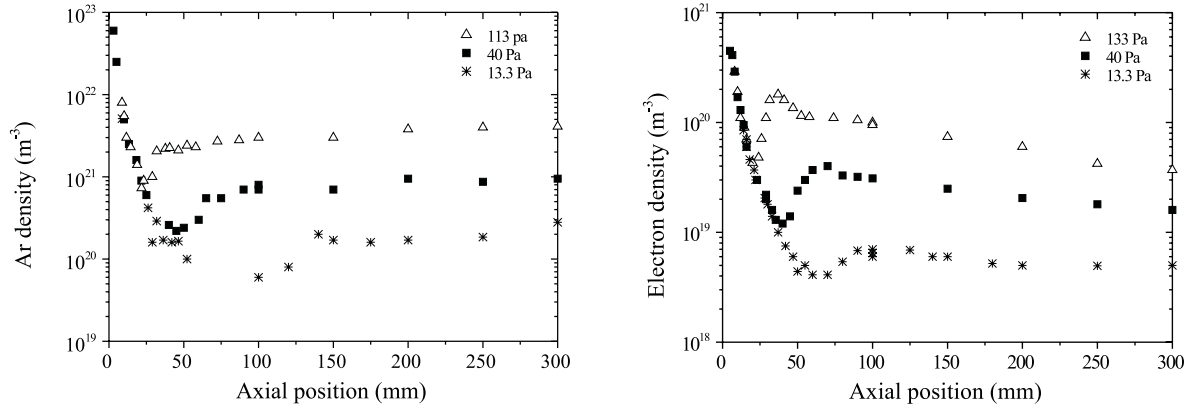 10^23
10^22
10^21
10^20
10^19
Ar density (m^-3)
113 pa
40 Pa
13.3 Pa
0 50 100 150 200 250 300
Axial position (mm)
10^21
10^20
10^19
10^18
Electron density (m^-3)
133 Pa
40 Pa
13.3 Pa
0 50 100 150 200 250 300
Axial position (mm)